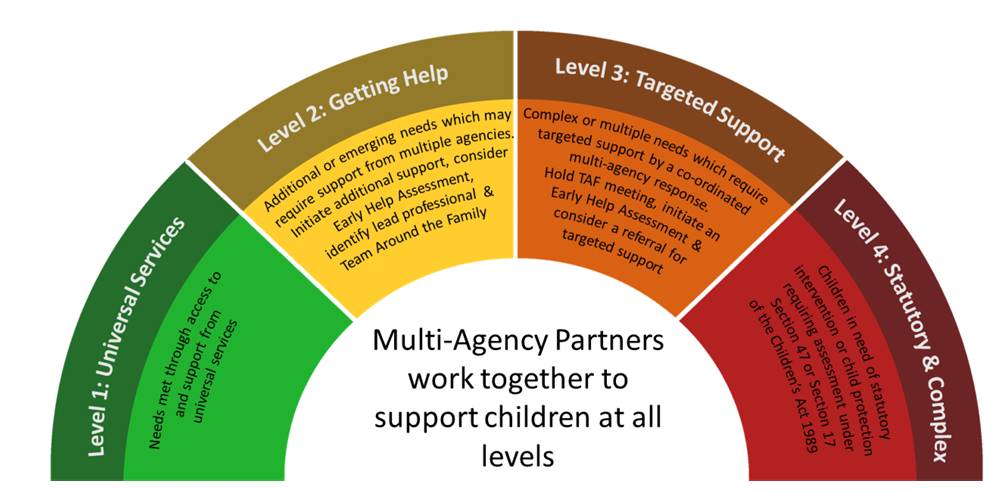 Level 1: Universal Services
Needs met through access to
and support from
universal services
Level 2: Getting Help
Additional or emerging needs which may
require support from multiple agencies.
Initiate additional support, consider
Early Help Assessment,
identify lead professional &
Team Around the Family
Level 3: Targeted Support
Complex or multiple needs which require
targeted support by a co-ordinated
multi-agency response.
Hold TAF meeting, initiate an
Early Help Assessment &
consider a referral for
targeted support
Level 4: Statutory & Complex
Children in need of statutory
intervention or child protection
requiring assessment under
Section 47 or Section 17
of the Children's Act 1989
Multi-Agency Partners
work together to
support children at all
levels